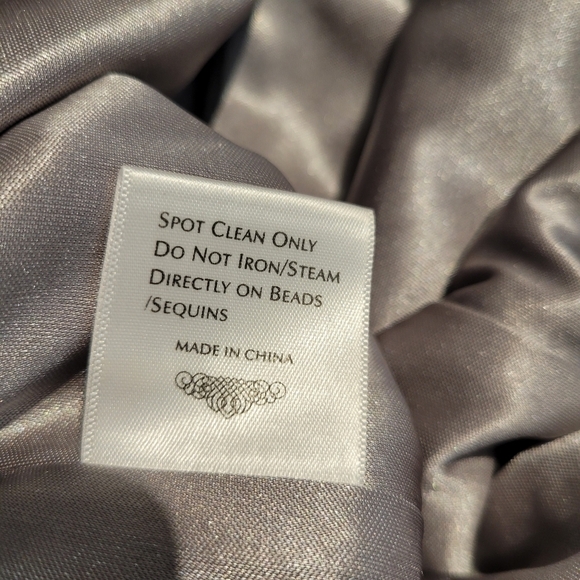 SPOT CLEAN ONLY
DO NOT IRON/STEAM
DIRECTLY ON BEADS
/SEQUINS
MADE IN CHINA